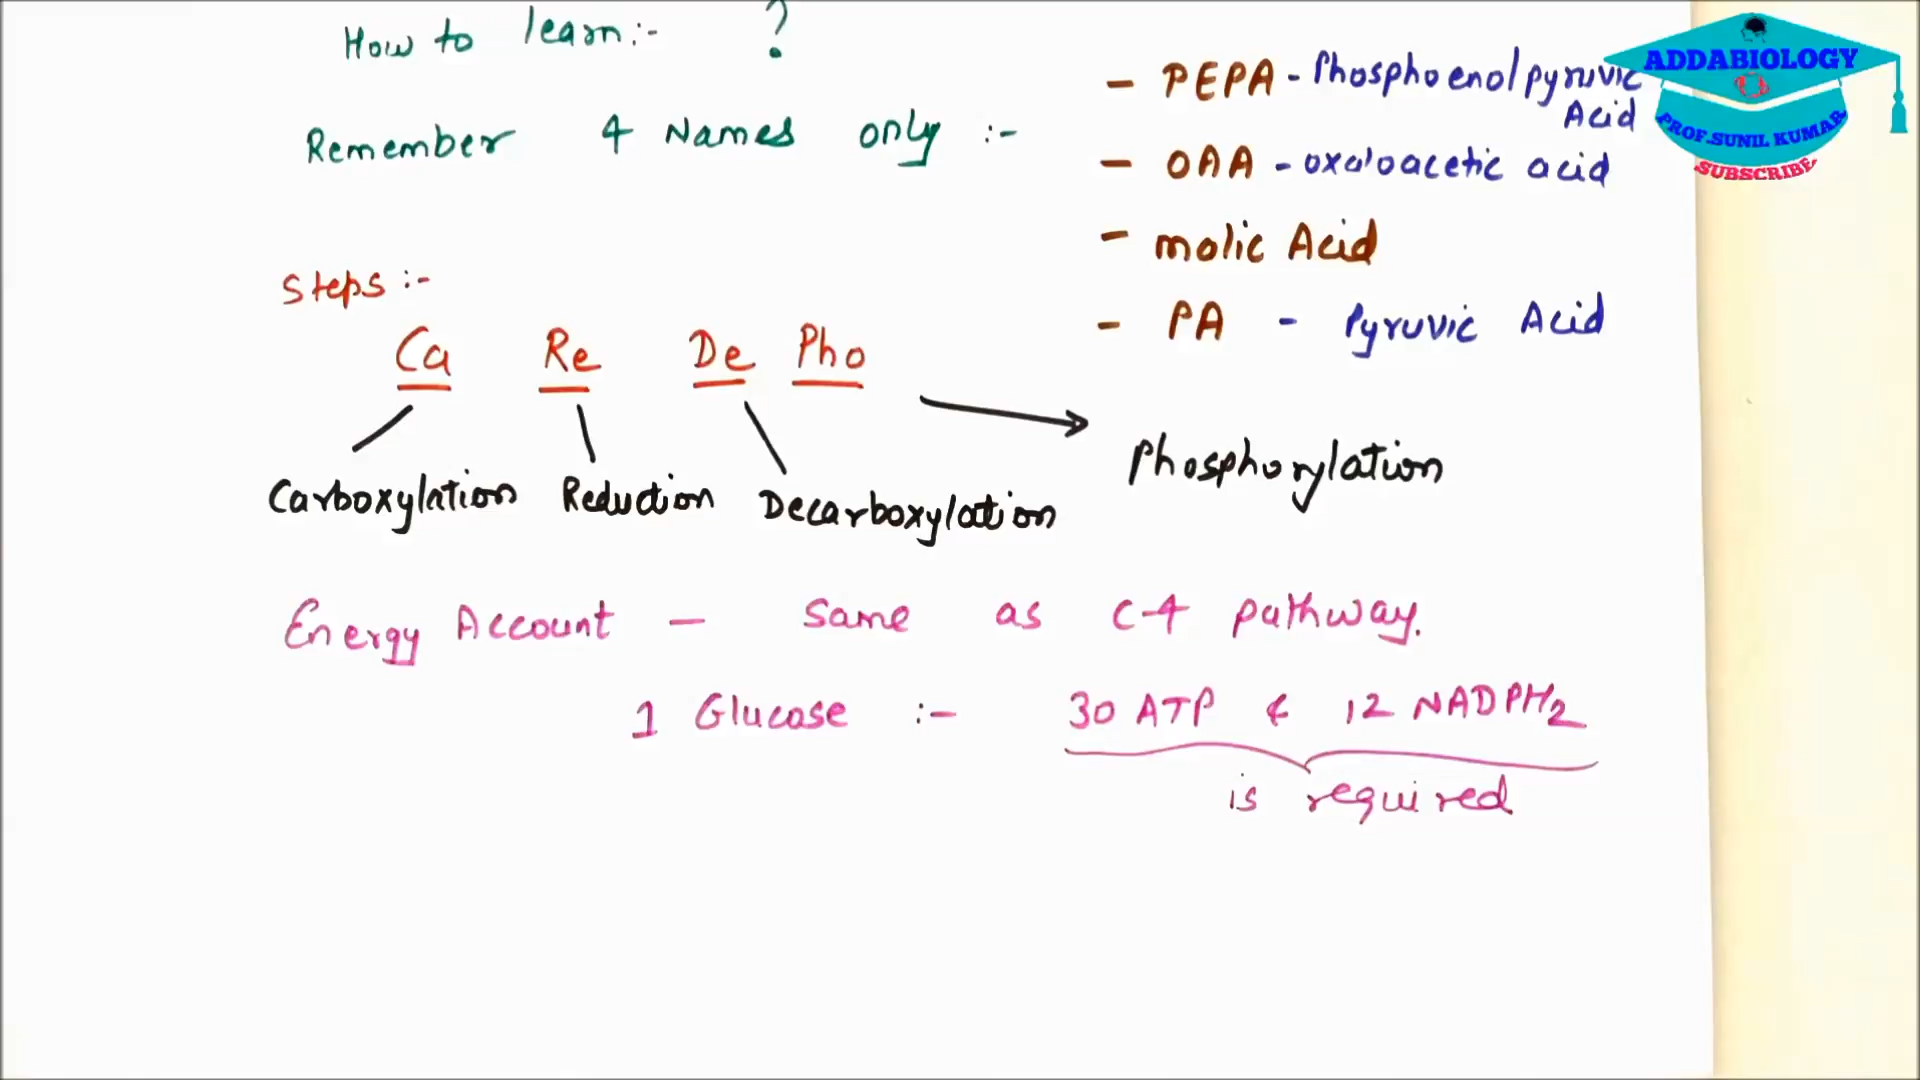 How to learn:- ?
Remember 4 Names only :-
- PEPA - Phosphoenolpyruvic Acid
- OAA - oxaloacetic acid
- malic Acid
- PA - Pyruvic Acid
Steps :-
Ca Re De Pho
Carboxylation Reduction Decarboxylation Phosphorylation
Energy Account - Same as C-4 pathway.
1 Glucose :- 30 ATP & 12 NADPH2
is required
ADDABIOLOGY
PROF.SUNIL KUMAR
SUBSCRIBE